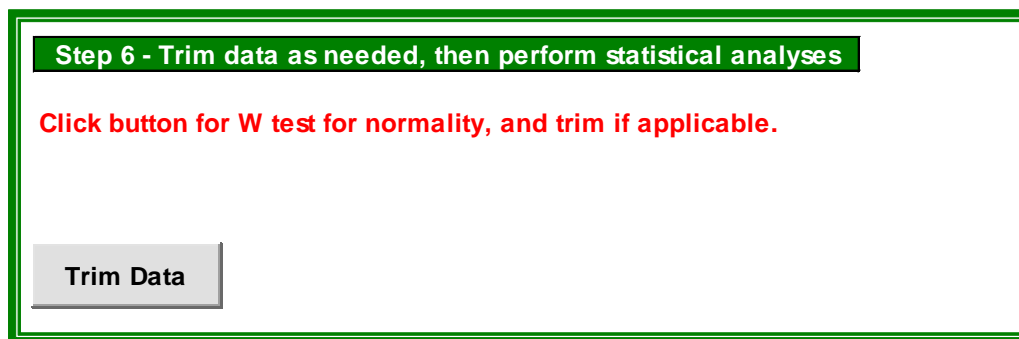 Step 6 - Trim data as needed, then perform statistical analyses
Click button for W test for normality, and trim if applicable.
Trim Data